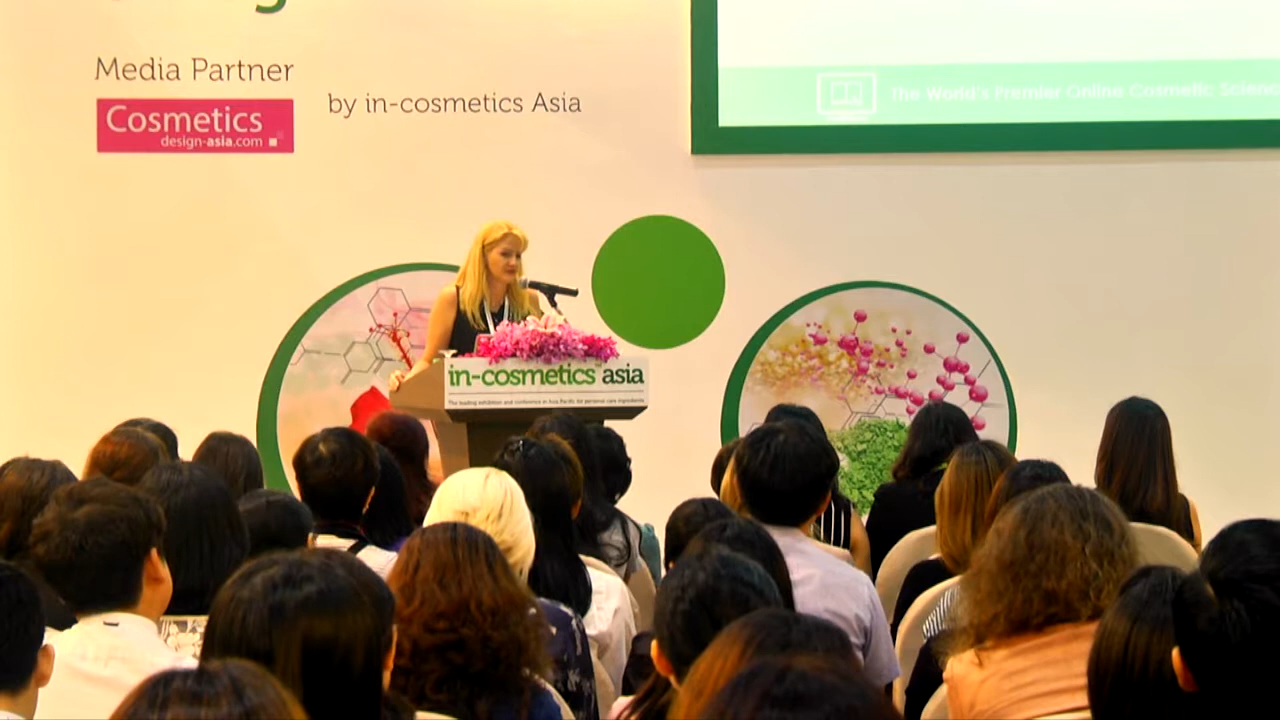 Media Partner
Cosmetics
design-asia.com
by in-cosmetics Asia
The World's Premier Online Cosmetic Scienc
in-cosmetics asia
The leading exhibition and conference in Asia Pacific for personal care ingredients